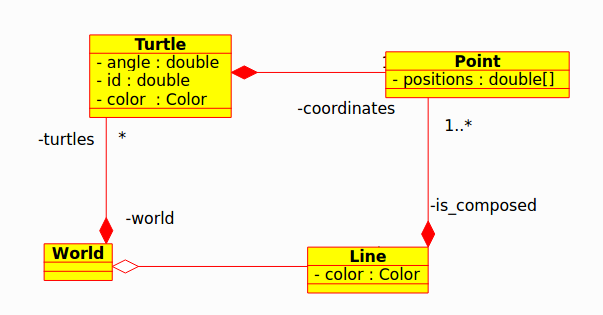 Turtle
- angle : double
- id : double
- color : Color
Point
- positions : double[]
-coordinates
-turtles
*
1..*
-is_composed
-world
World
Line
- color : Color